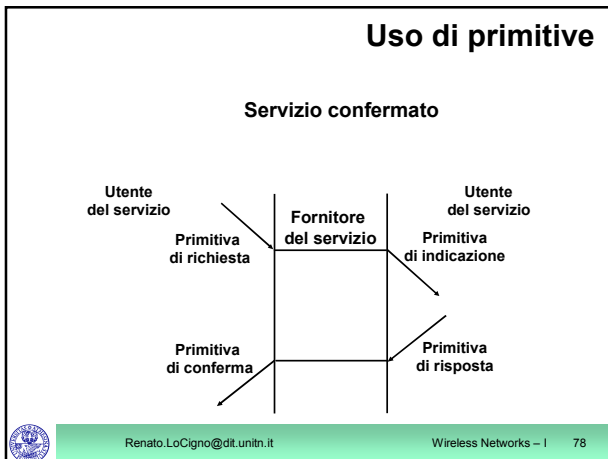 Uso di primitive
Servizio confermato
Utente
del servizio
Fornitore
del servizio
Utente
del servizio
Primitiva
di richiesta
Primitiva
di indicazione
Primitiva
di conferma
Primitiva
di risposta
Renato.LoCigno@dit.unitn.it Wireless Networks – I 78